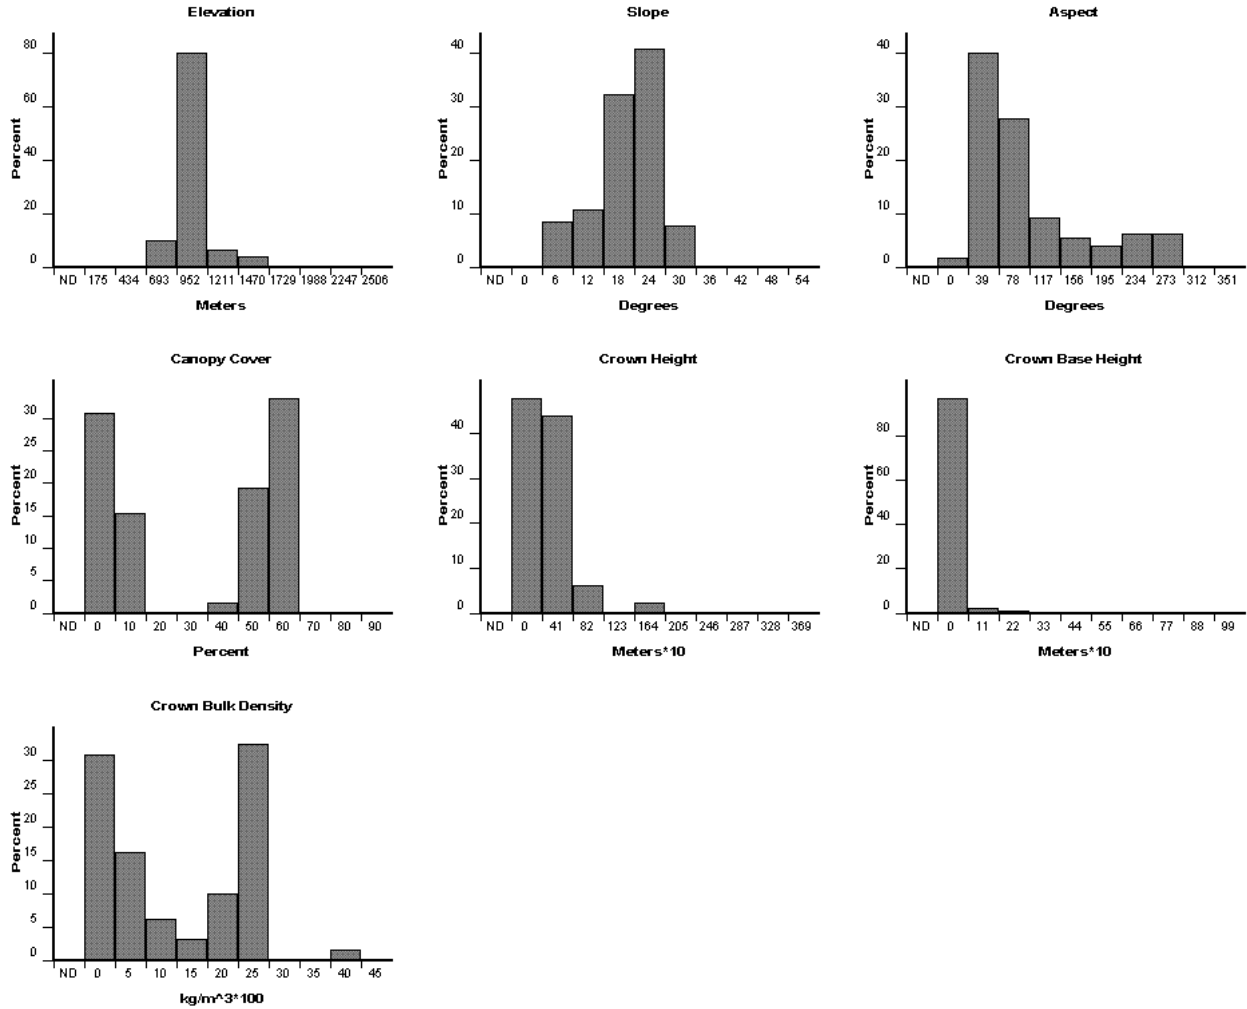 Elevation
80
60
40
20
0
Percent
ND 175 434 693 952 1211 1470 1729 1988 2247 2506
Meters
Slope
40
30
20
10
0
Percent
ND 0 6 12 18 24 30 36 42 48 54
Degrees
Aspect
40
30
20
10
0
Percent
ND 0 39 78 117 156 195 234 273 312 351
Degrees
Canopy Cover
30
25
20
15
10
5
0
Percent
ND 0 10 20 30 40 50 60 70 80 90
Percent
Crown Height
40
30
20
10
0
Percent
ND 0 41 82 123 164 205 246 287 328 369
Meters*10
Crown Base Height
80
60
40
20
0
Percent
ND 0 11 22 33 44 55 66 77 88 99
Meters*10
Crown Bulk Density
30
25
20
15
10
5
0
Percent
ND 0 5 10 15 20 25 30 35 40 45
kg/m^3*100